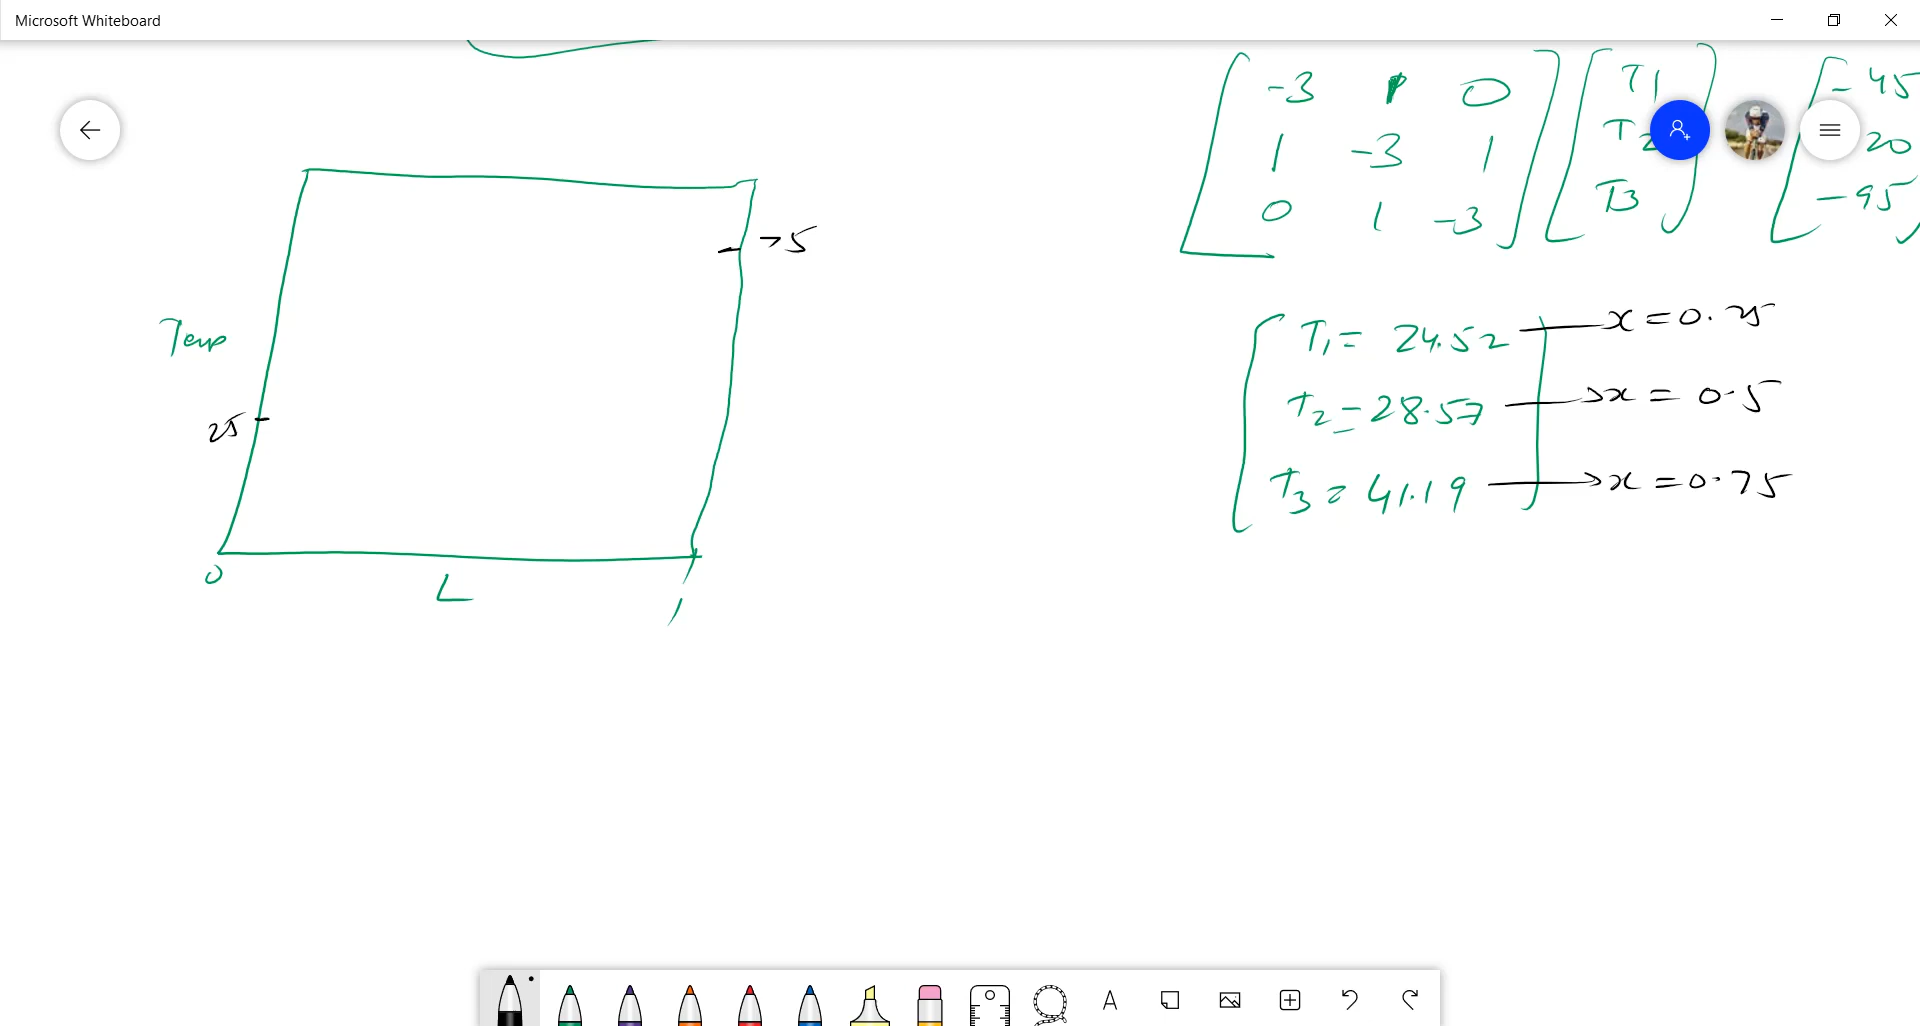 Microsoft Whiteboard
-3 1 0
1 -3 1
0 1 -3
T1
T2
T3
-45
20
-95
75
Temp
25
0
L
1
T1 = 24.52 x = 0.25
T2 = 28.57 x = 0.5
T3 = 41.19 x = 0.75
A